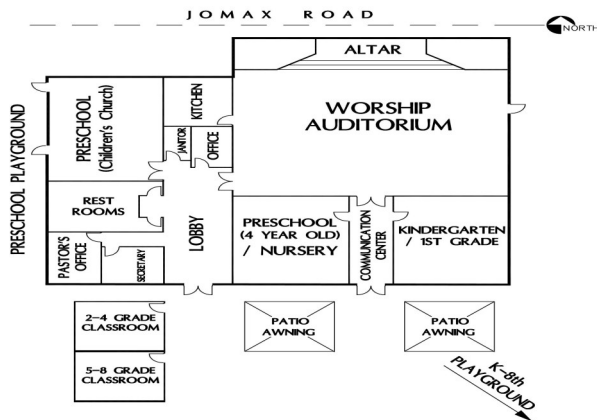 JOMAX ROAD
NORTH
ALTAR
WORSHIP
AUDITORIUM
KITCHEN
JANITOR
OFFICE
PRESCHOOL
(Children's Church)
PRESCHOOL PLAYGROUND
REST
ROOMS
PASTOR'S
OFFICE
SECRETARY
LOBBY
PRESCHOOL
(4 YEAR OLD)
/ NURSERY
COMMUNICATION
CENTER
KINDERGARTEN
/ 1ST GRADE
2-4 GRADE
CLASSROOM
5-8 GRADE
CLASSROOM
PATIO
AWNING
PATIO
AWNING
K-8th
PLAYGROUND